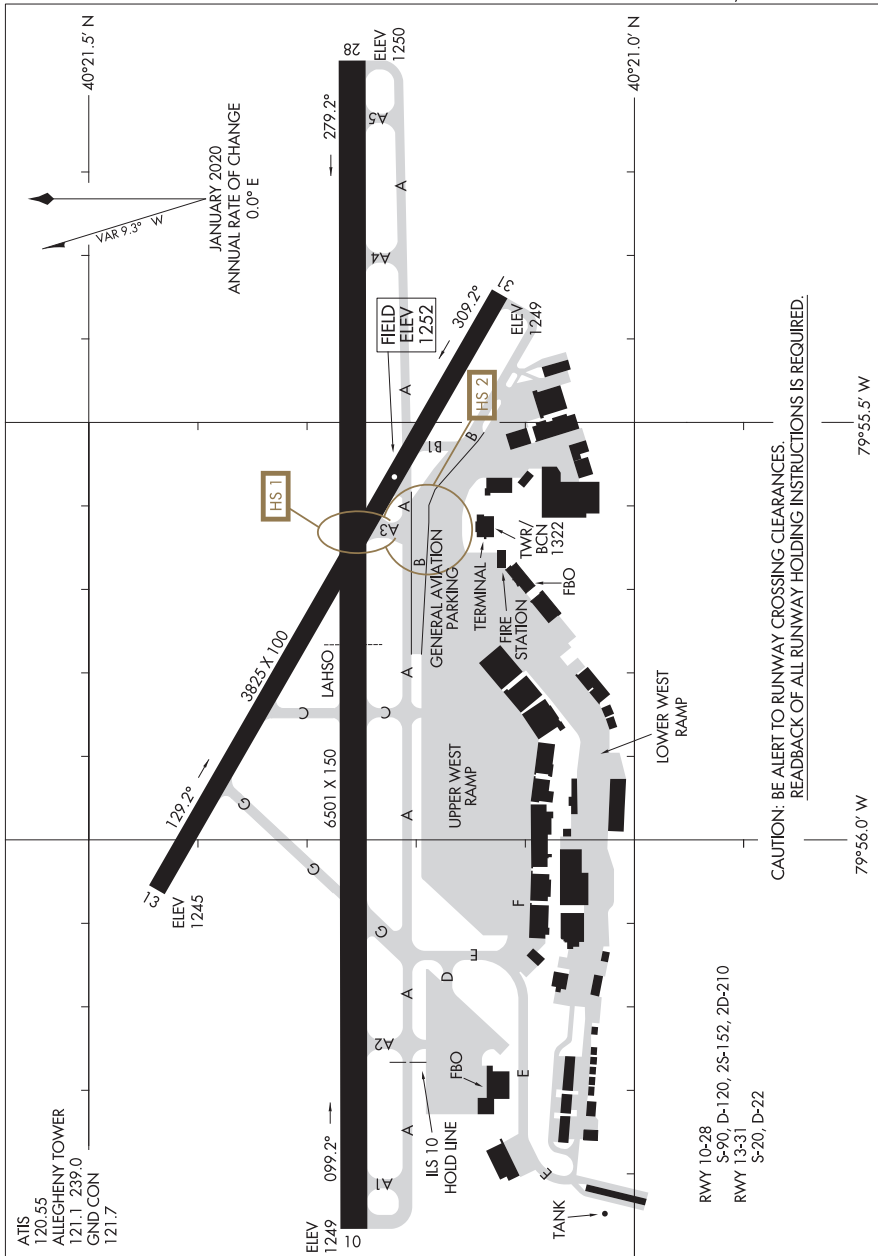 ATIS
120.55
ALLEGHENY TOWER
121.1 239.0
GND CON
121.7
40°21.5' N
VAR 9.3° W
JANUARY 2020
ANNUAL RATE OF CHANGE
0.0° E
28
ELEV
1250
279.2°
A5
A
A4
FIELD
ELEV
1252
309.2°
31
ELEV
1249
A
HS 1
HS 2
B1
B
A
A3
B
GENERAL AVIATION
PARKING
TERMINAL
TWR/
BCN
1322
FIRE
STATION
FBO
3825 X 100
LAHSO
A
C
C
129.2°
13
ELEV
1245
G
G
G
6501 X 150
A
UPPER WEST
RAMP
LOWER WEST
RAMP
F
E
D
A
A2
ILS 10
HOLD LINE
FBO
E
E
A
A1
099.2°
ELEV
1249
10
TANK
40°21.0' N
RWY 10-28
S-90, D-120, 2S-152, 2D-210
RWY 13-31
S-20, D-22
CAUTION: BE ALERT TO RUNWAY CROSSING CLEARANCES.
READBACK OF ALL RUNWAY HOLDING INSTRUCTIONS IS REQUIRED.
79°56.0' W
79°55.5' W